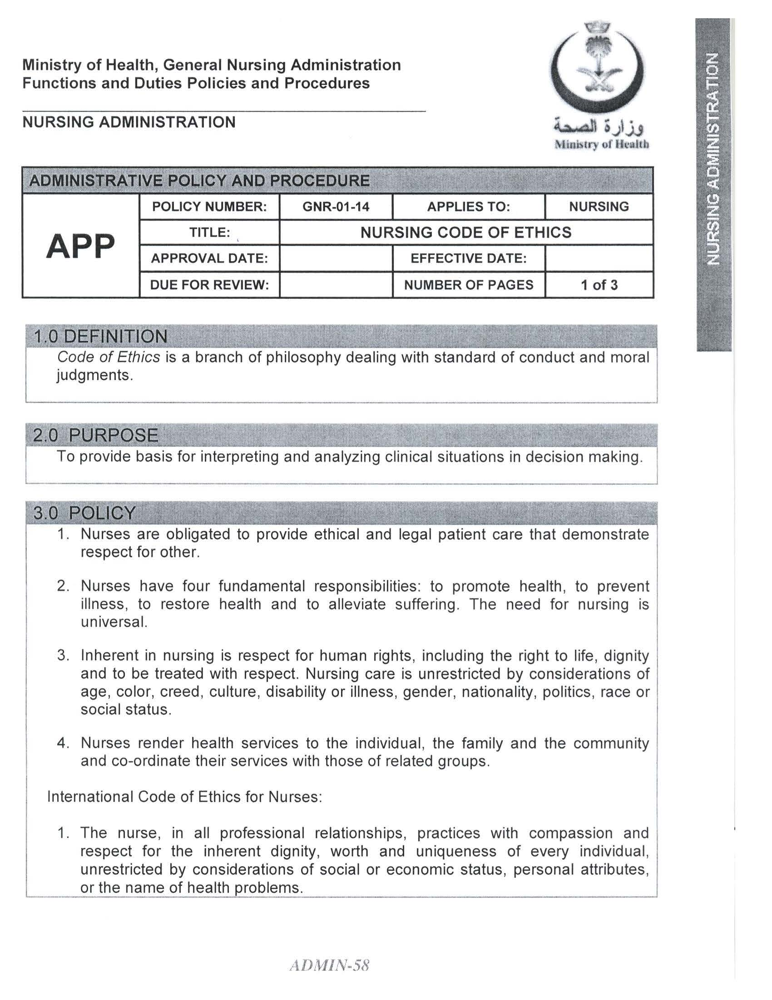 Ministry of Health, General Nursing Administration
Functions and Duties Policies and Procedures
NURSING ADMINISTRATION
وزارة الصحة
Ministry of Health
NURSING ADMINISTRATION
ADMINISTRATIVE POLICY AND PROCEDURE
APP
POLICY NUMBER: GNR-01-14 APPLIES TO: NURSING
TITLE: NURSING CODE OF ETHICS
APPROVAL DATE: EFFECTIVE DATE:
DUE FOR REVIEW: NUMBER OF PAGES 1 of 3
1.0 DEFINITION
Code of Ethics is a branch of philosophy dealing with standard of conduct and moral
judgments.
2.0 PURPOSE
To provide basis for interpreting and analyzing clinical situations in decision making.
3.0 POLICY
1. Nurses are obligated to provide ethical and legal patient care that demonstrate
respect for other.
2. Nurses have four fundamental responsibilities: to promote health, to prevent
illness, to restore health and to alleviate suffering. The need for nursing is
universal.
3. Inherent in nursing is respect for human rights, including the right to life, dignity
and to be treated with respect. Nursing care is unrestricted by considerations of
age, color, creed, culture, disability or illness, gender, nationality, politics, race or
social status.
4. Nurses render health services to the individual, the family and the community
and co-ordinate their services with those of related groups.
International Code of Ethics for Nurses:
1. The nurse, in all professional relationships, practices with compassion and
respect for the inherent dignity, worth and uniqueness of every individual,
unrestricted by considerations of social or economic status, personal attributes,
or the name of health problems.
ADMIN-58